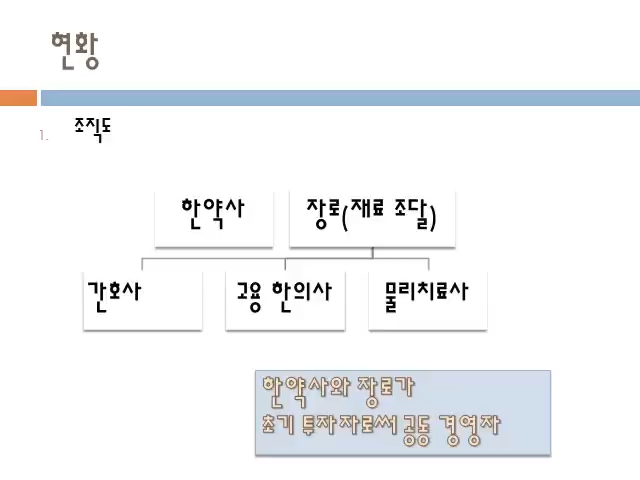 현황
1. 조직도
한약사
장로(재료 조달)
간호사
고용 한의사
물리치료사
한약사와 장로가
초기 투자자로써 공동 경영자